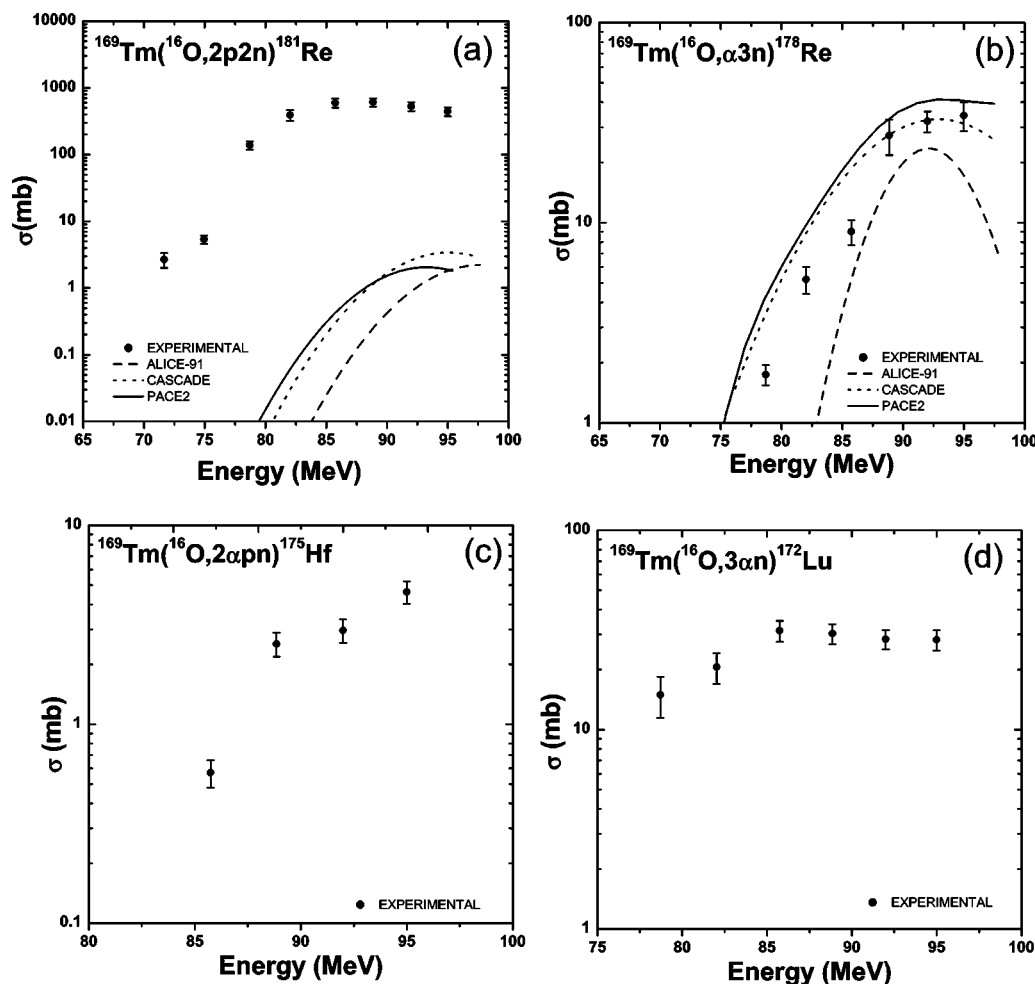 ¹⁶⁹Tm(¹⁶O,2p2n)¹⁸¹Re (a)
σ(mb)
10000
1000
100
10
1
0.1
0.01
EXPERIMENTAL
ALICE-91
CASCADE
PACE2
65 70 75 80 85 90 95 100
Energy (MeV)
¹⁶⁹Tm(¹⁶O,α3n)¹⁷⁸Re (b)
σ(mb)
100
10
1
EXPERIMENTAL
ALICE-91
CASCADE
PACE2
65 70 75 80 85 90 95 100
Energy (MeV)
¹⁶⁹Tm(¹⁶O,2αpn)¹⁷⁵Hf (c)
σ (mb)
10
1
0.1
EXPERIMENTAL
80 85 90 95 100
Energy (MeV)
¹⁶⁹Tm(¹⁶O,3αn)¹⁷²Lu (d)
σ (mb)
100
10
1
EXPERIMENTAL
75 80 85 90 95 100
Energy (MeV)